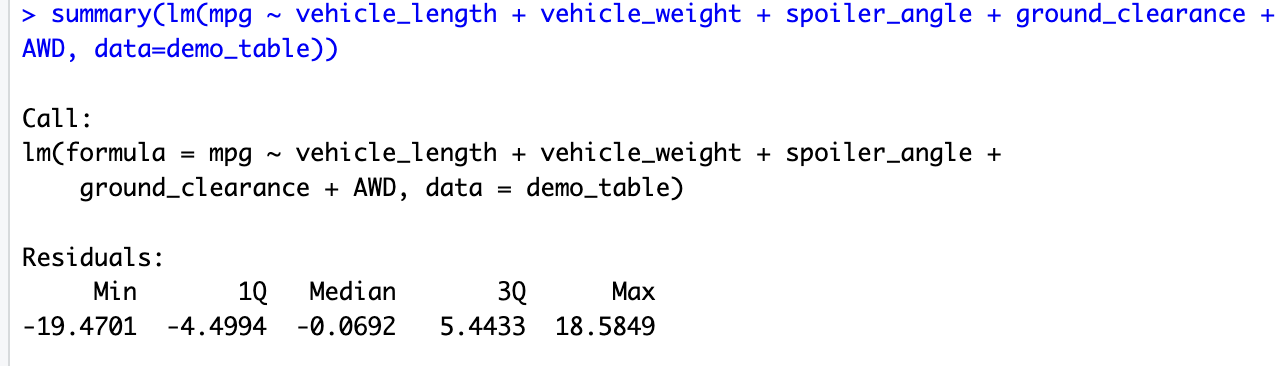 > summary(lm(mpg ~ vehicle_length + vehicle_weight + spoiler_angle + ground_clearance +
AWD, data=demo_table))
Call:
lm(formula = mpg ~ vehicle_length + vehicle_weight + spoiler_angle +
    ground_clearance + AWD, data = demo_table)
Residuals:
     Min       1Q   Median       3Q      Max
-19.4701  -4.4994  -0.0692   5.4433  18.5849